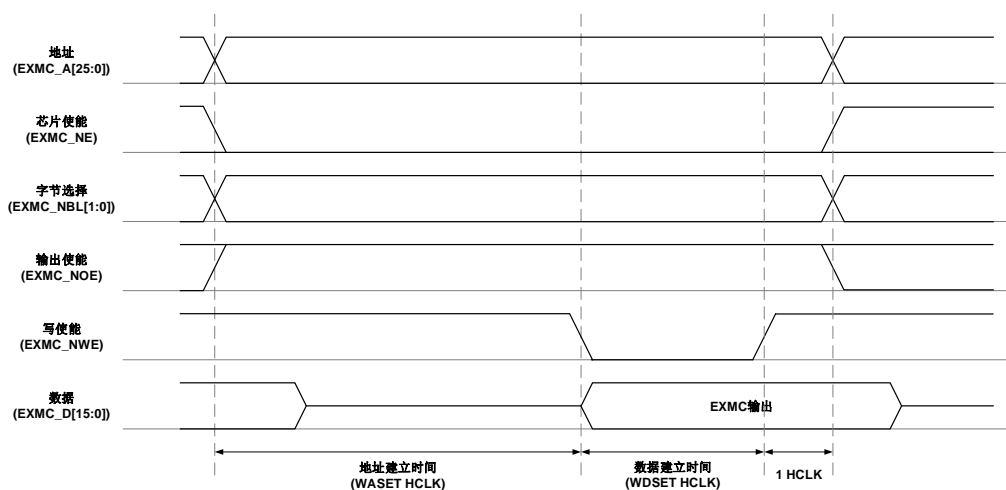 地址
(EXMC_A[25:0])
芯片使能
(EXMC_NE)
字节选择
(EXMC_NBL[1:0])
输出使能
(EXMC_NOE)
写使能
(EXMC_NWE)
数据
(EXMC_D[15:0])
EXMC输出
地址建立时间
(WASET HCLK)
数据建立时间
(WDSET HCLK)
1 HCLK